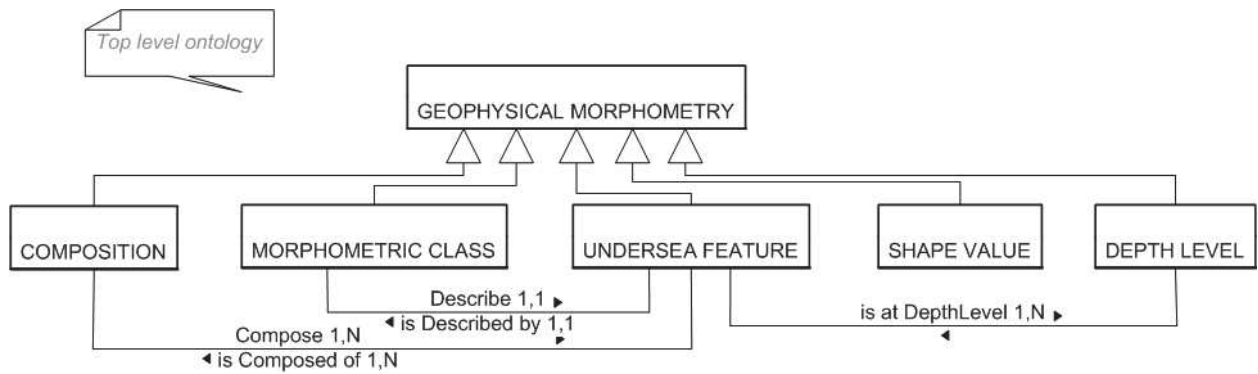 Top level ontology
GEOPHYSICAL MORPHOMETRY
COMPOSITION
MORPHOMETRIC CLASS
UNDERSEA FEATURE
SHAPE VALUE
DEPTH LEVEL
Describe 1,1
is Described by 1,1
is at DepthLevel 1,N
Compose 1,N
is Composed of 1,N